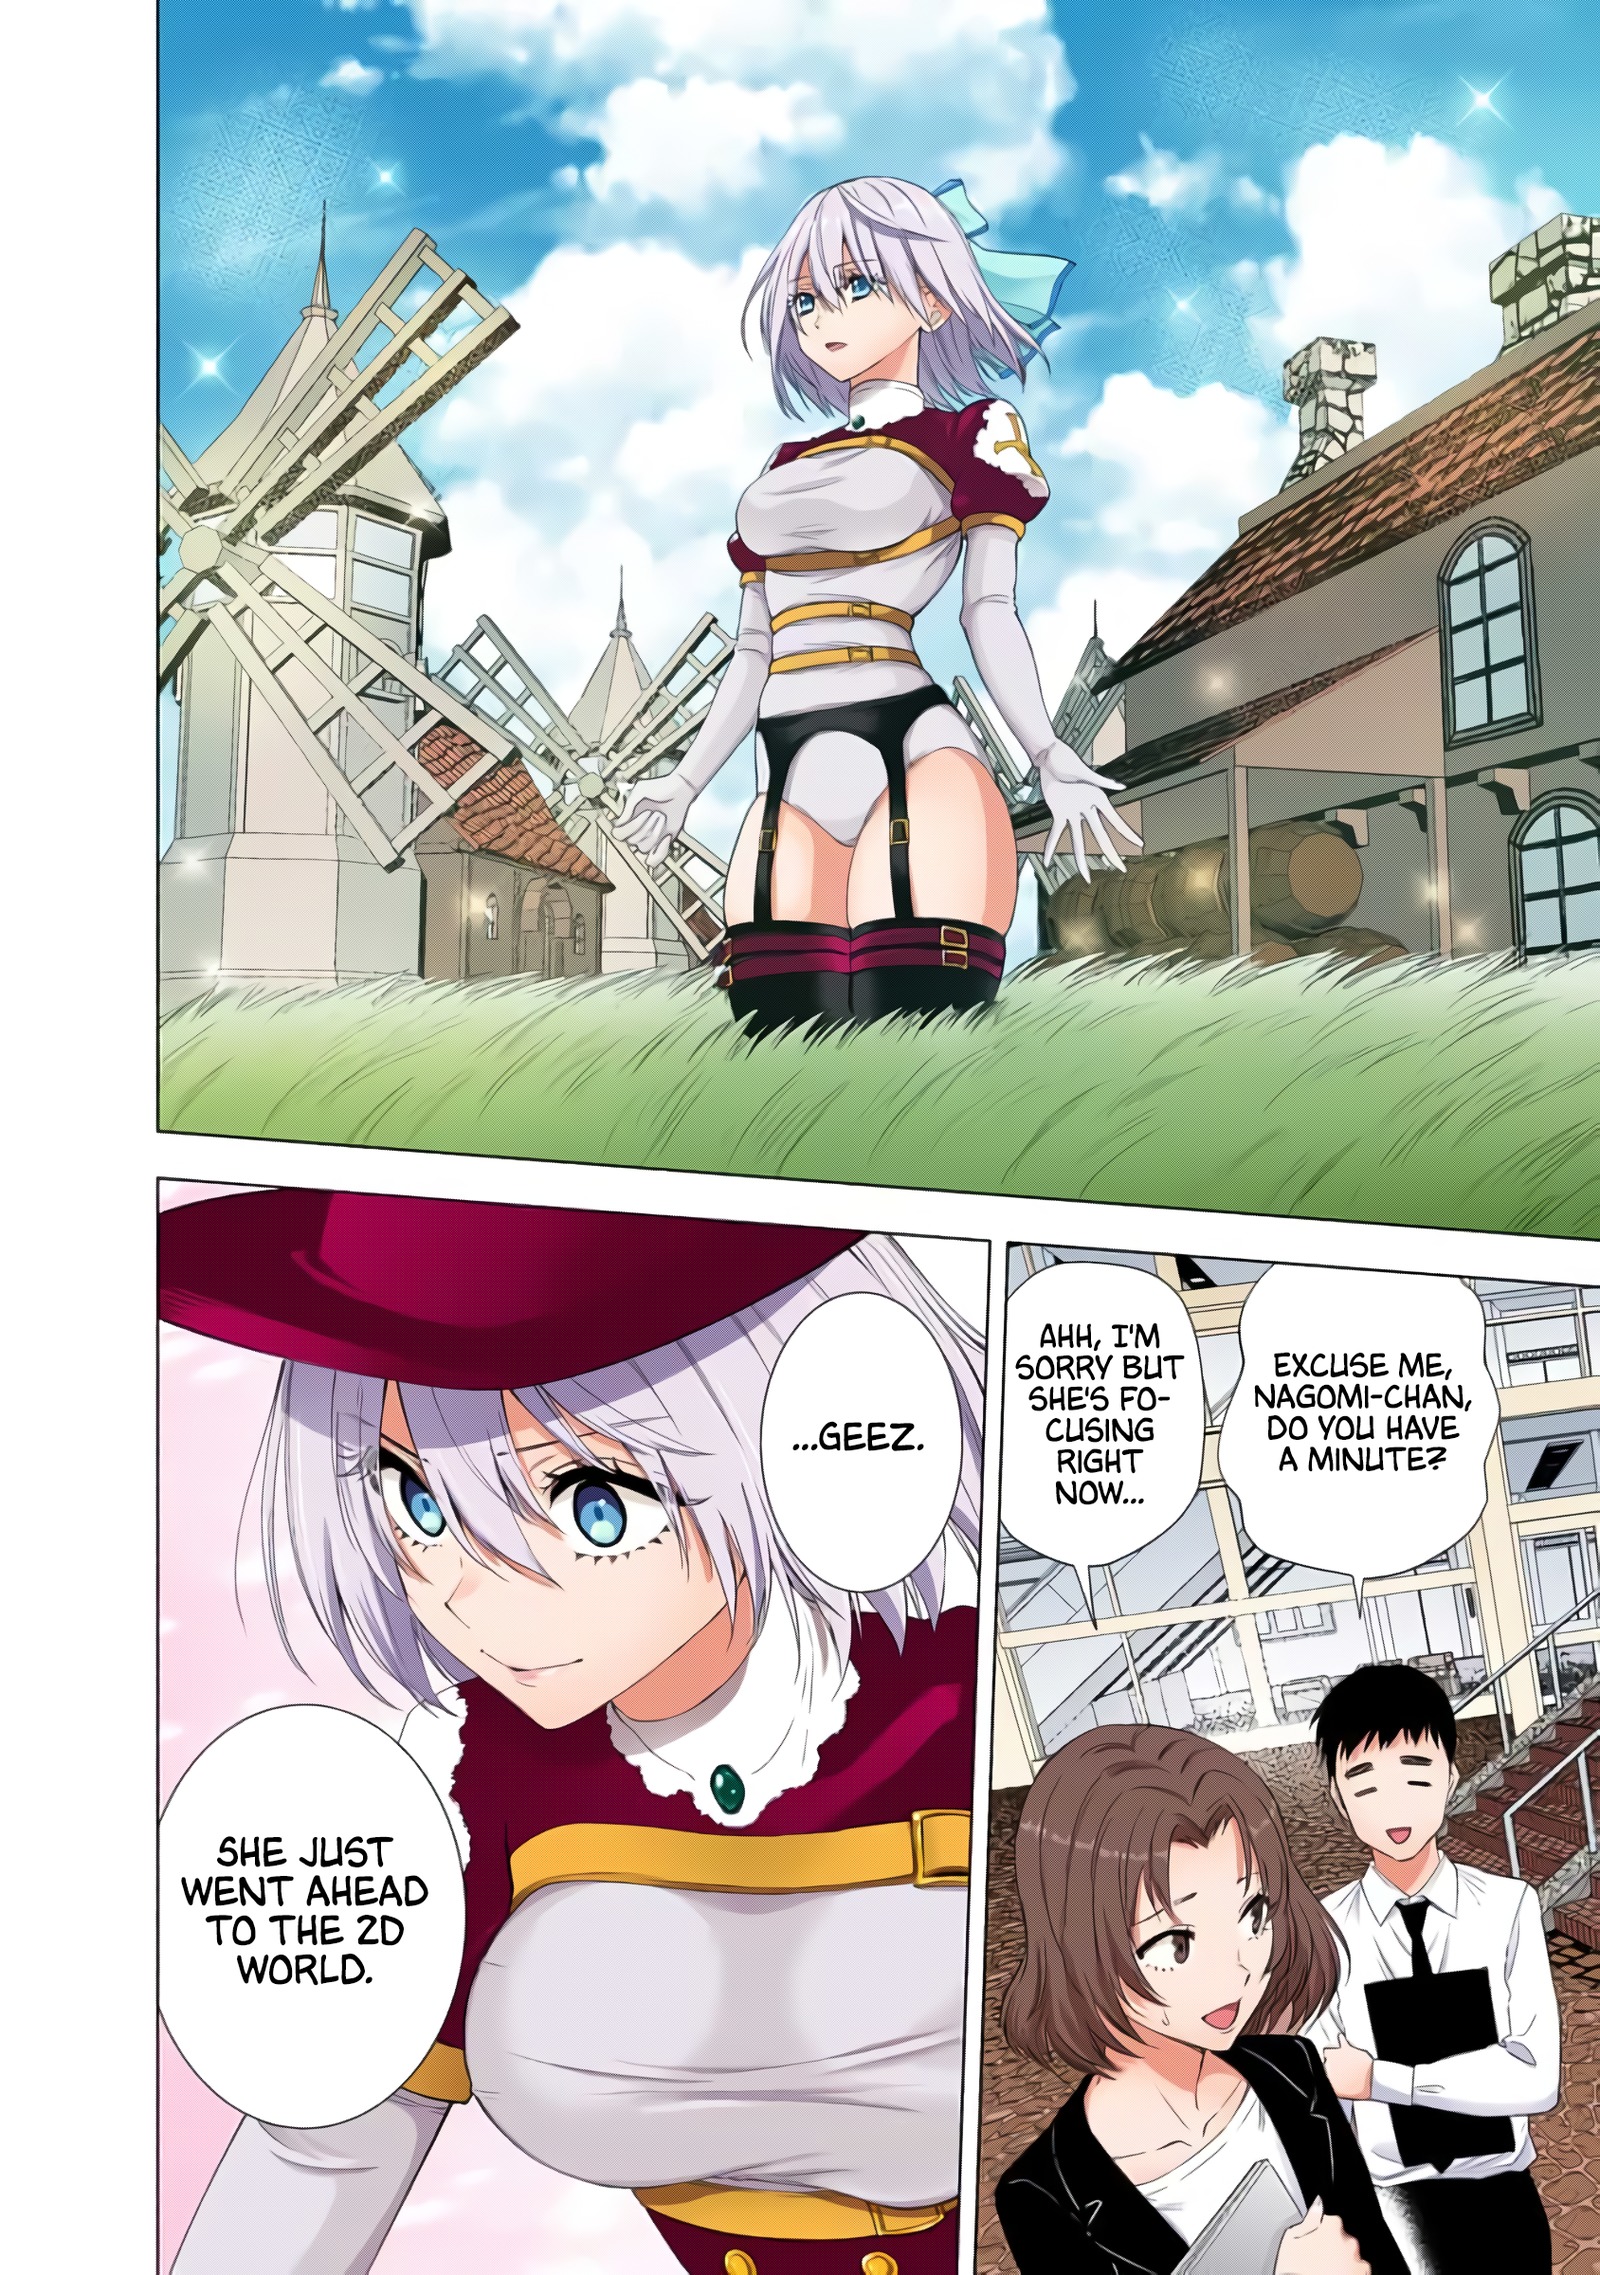 EXCUSE ME,
NAGOMI-CHAN,
DO YOU HAVE
A MINUTE?
AHH, I'M
SORRY BUT
SHE'S FO-
CUSING
RIGHT
NOW...
...GEEZ.
SHE JUST
WENT AHEAD
TO THE 2D
WORLD.